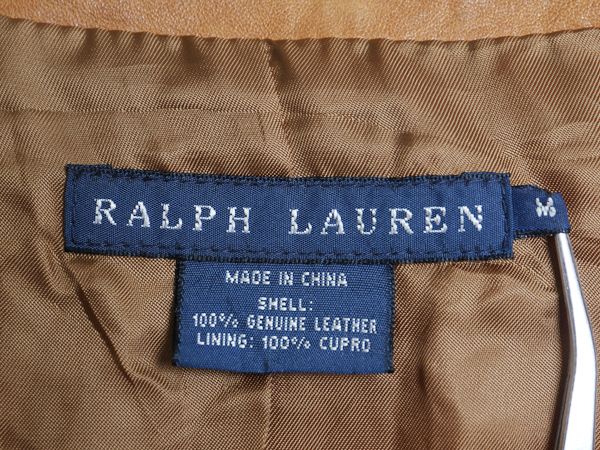 RALPH LAUREN M
MADE IN CHINA
SHELL:
100% GENUINE LEATHER
LINING: 100% CUPRO